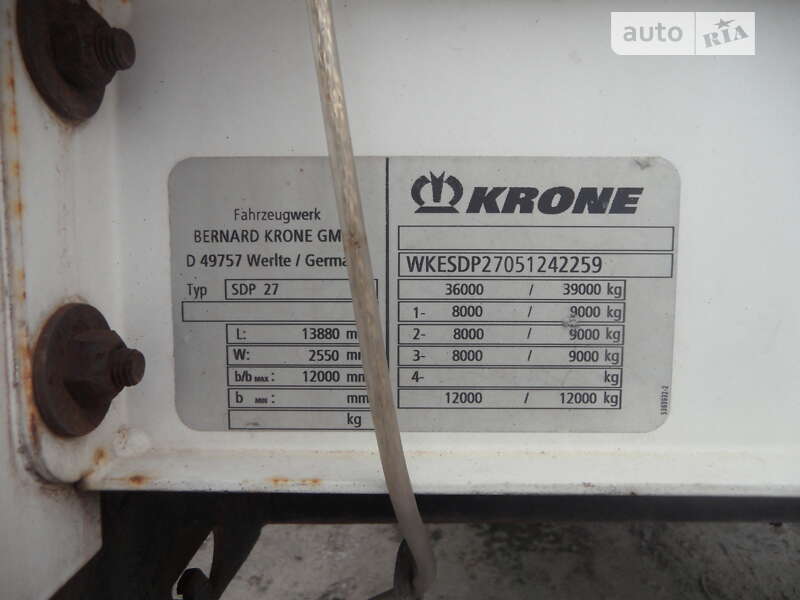 auto RIA
Fahrzeugwerk
BERNARD KRONE
D 49757 Werlte /
Typ SDP 27
L: 13880
W: 2550
b/b MAX: 12000 mm
b MIN: mm
kg
KRONE
WKESDP27051242259
36000 / 39000 kg
1- 8000 / 9000 kg
2- 8000 / 9000 kg
3- 8000 / 9000 kg
4- kg
12000 / 12000 kg